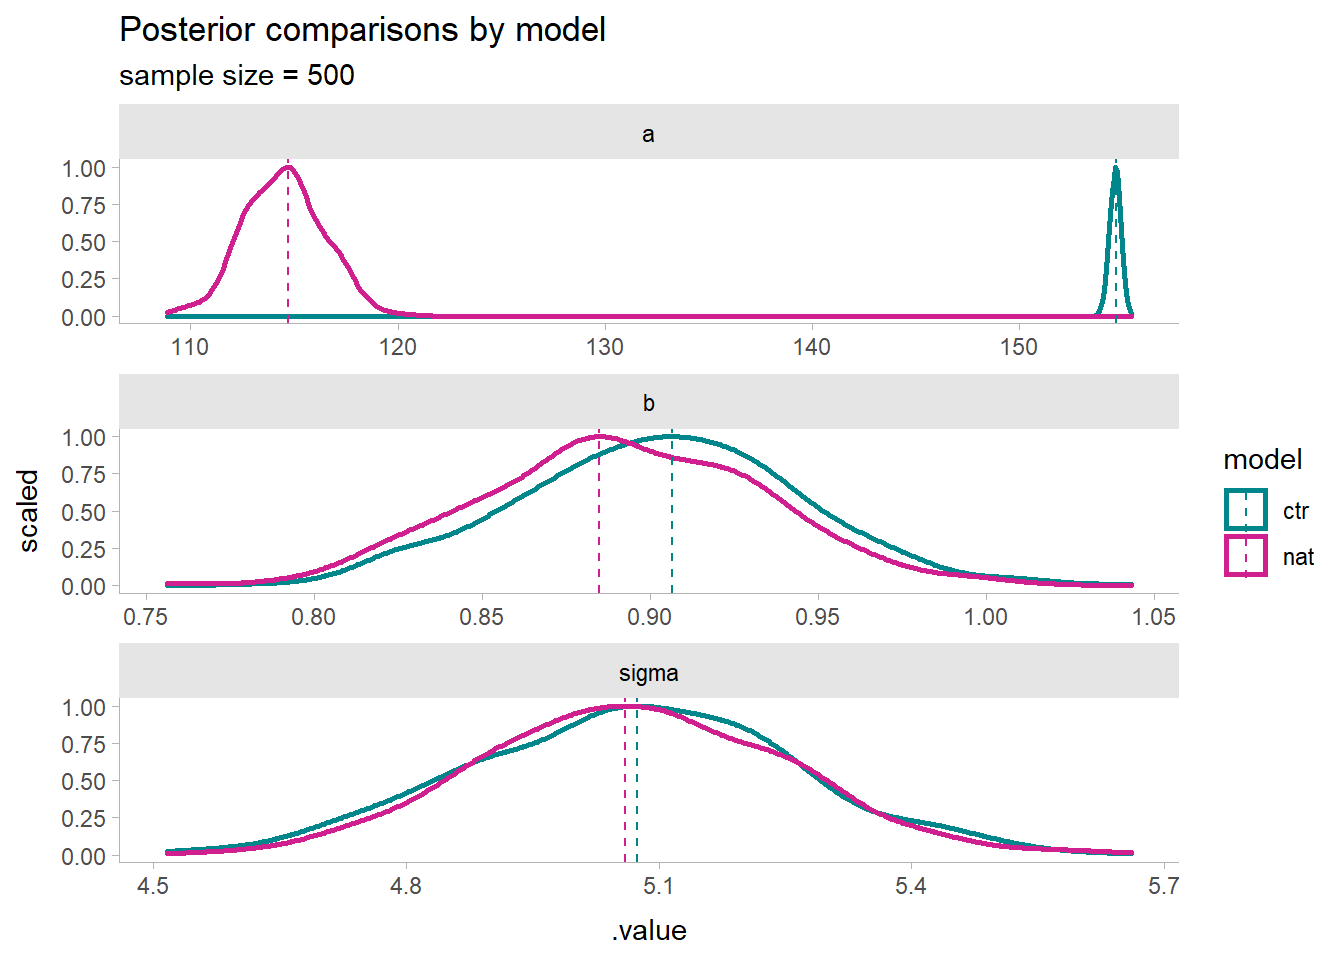 Posterior comparisons by model
sample size = 500
a
1.00
0.75
0.50
0.25
0.00
110 120 130 140 150
b
1.00
0.75
0.50
0.25
0.00
0.75 0.80 0.85 0.90 0.95 1.00 1.05
sigma
1.00
0.75
0.50
0.25
0.00
4.5 4.8 5.1 5.4 5.7
scaled
.value
model
ctr
nat